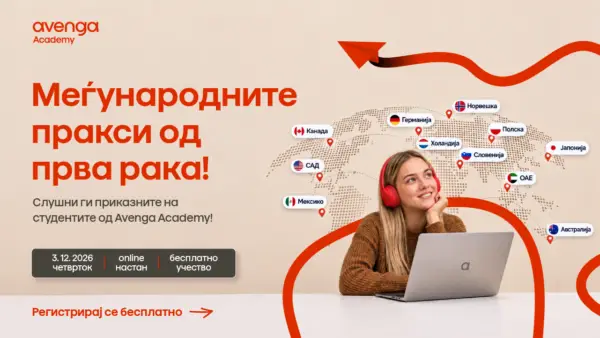 avenga
Academy
Меѓународните
пракси од
прва рака!
Слушни ги приказните на
студентите од Avenga Academy!
3. 12. 2026
четврток
online
настан
бесплатно
учество
Регистрирај се бесплатно
Норвешка
Германија
Канада
Полска
Холандија
Јапонија
Словенија
САД
ОАЕ
Мексико
Австралија
a